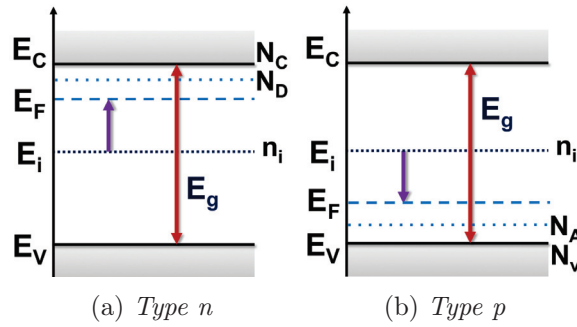 E_C
N_C
N_D
E_F
E_i
n_i
E_g
E_V
(a) Type n
E_C
E_g
E_i
n_i
E_F
N_A
E_V
N_v
(b) Type p